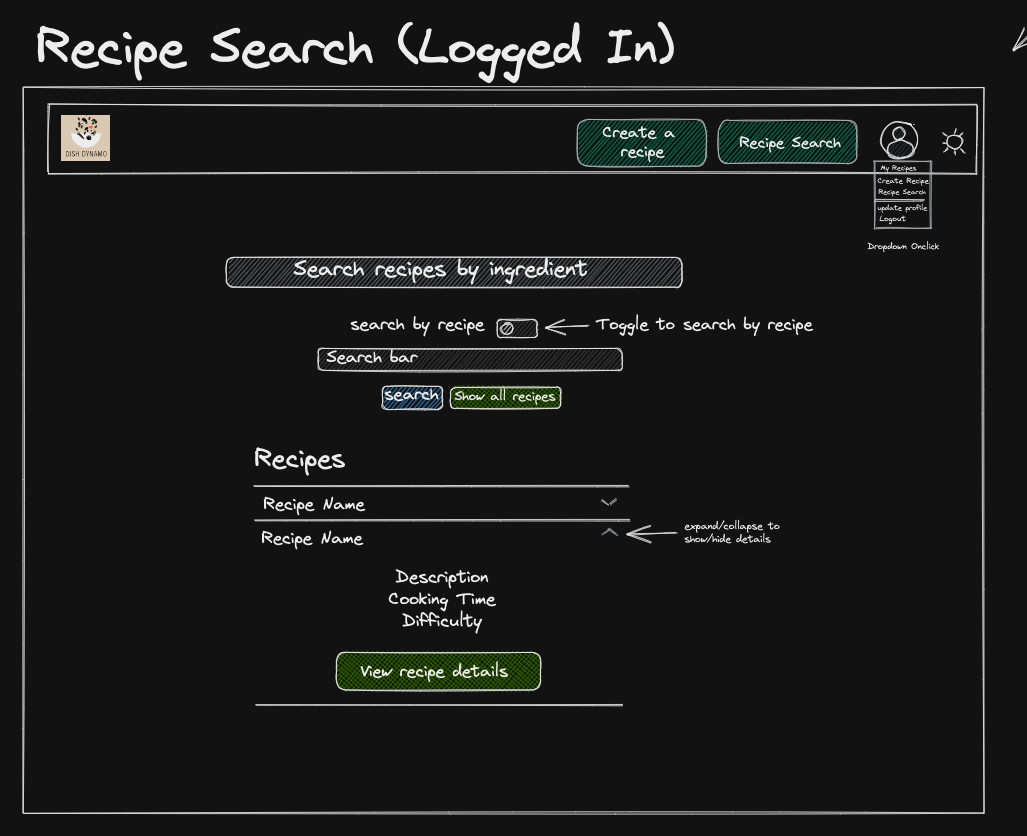 Recipe Search (Logged In)
DISH DYNAMO
Create a
recipe
Recipe Search
My Recipes
Create Recipe
Recipe Search
update profile
Logout
Dropdown Onclick
Search recipes by ingredient
search by recipe
Toggle to search by recipe
Search bar
search
Show all recipes
Recipes
Recipe Name
Recipe Name
expand/collapse to
show/hide details
Description
Cooking Time
Difficulty
View recipe details